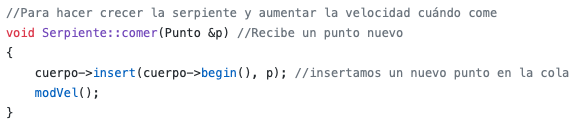 //Para hacer crecer la serpiente y aumentar la velocidad cuándo come
void Serpiente::comer(Punto &p) //Recibe un punto nuevo
{
    cuerpo->insert(cuerpo->begin(), p); //insertamos un nuevo punto en la cola
    modVel();
}